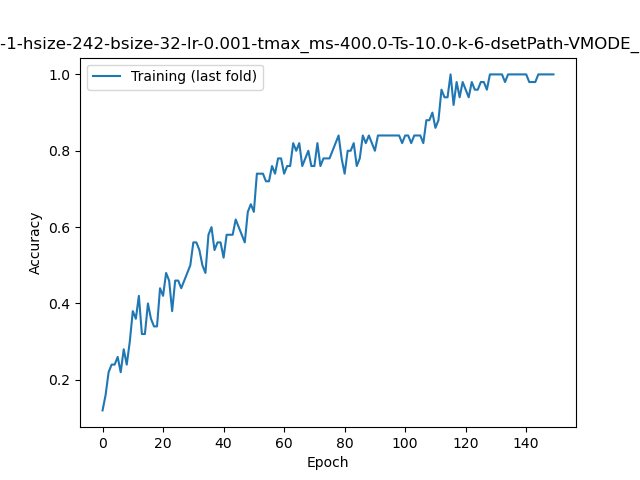 -1-hsize-242-bsize-32-lr-0.001-tmax_ms-400.0-Ts-10.0-k-6-dsetPath-VMODE_
Training (last fold)
1.0
0.8
0.6
0.4
0.2
Accuracy
0 20 40 60 80 100 120 140
Epoch